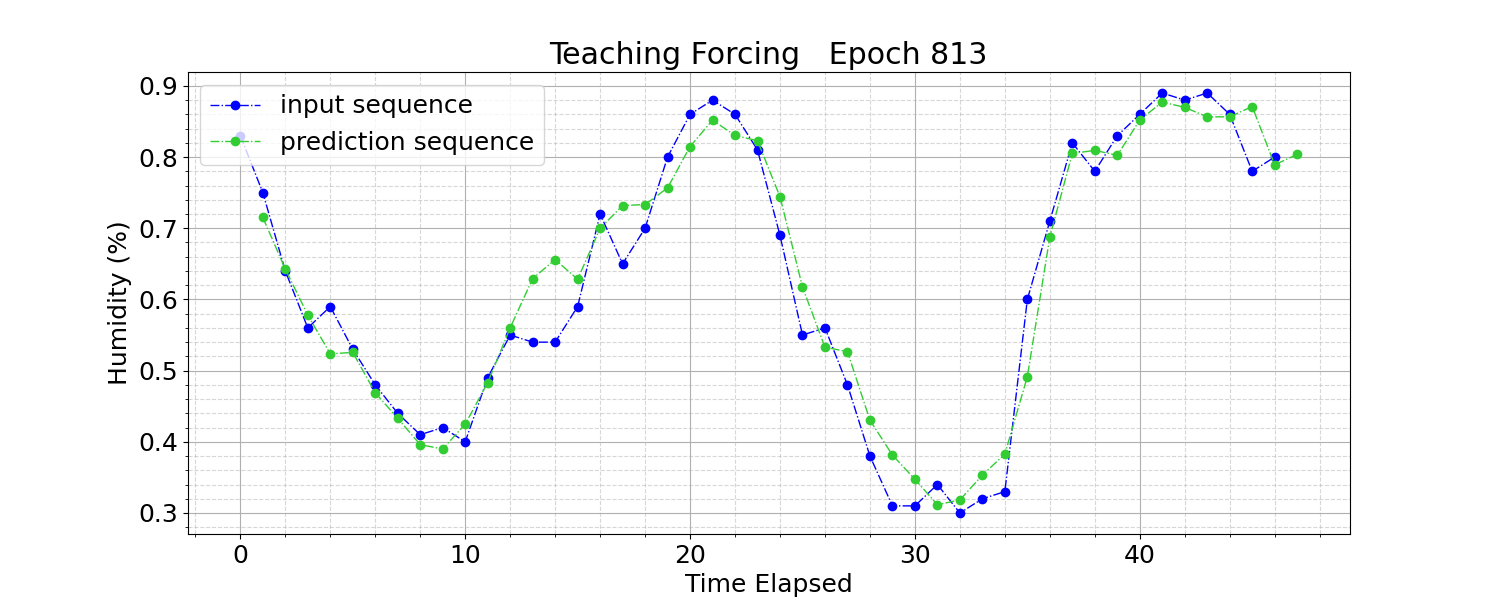 Teaching Forcing   Epoch 813
input sequence
prediction sequence
Humidity (%)
0.9
0.8
0.7
0.6
0.5
0.4
0.3
0 10 20 30 40
Time Elapsed